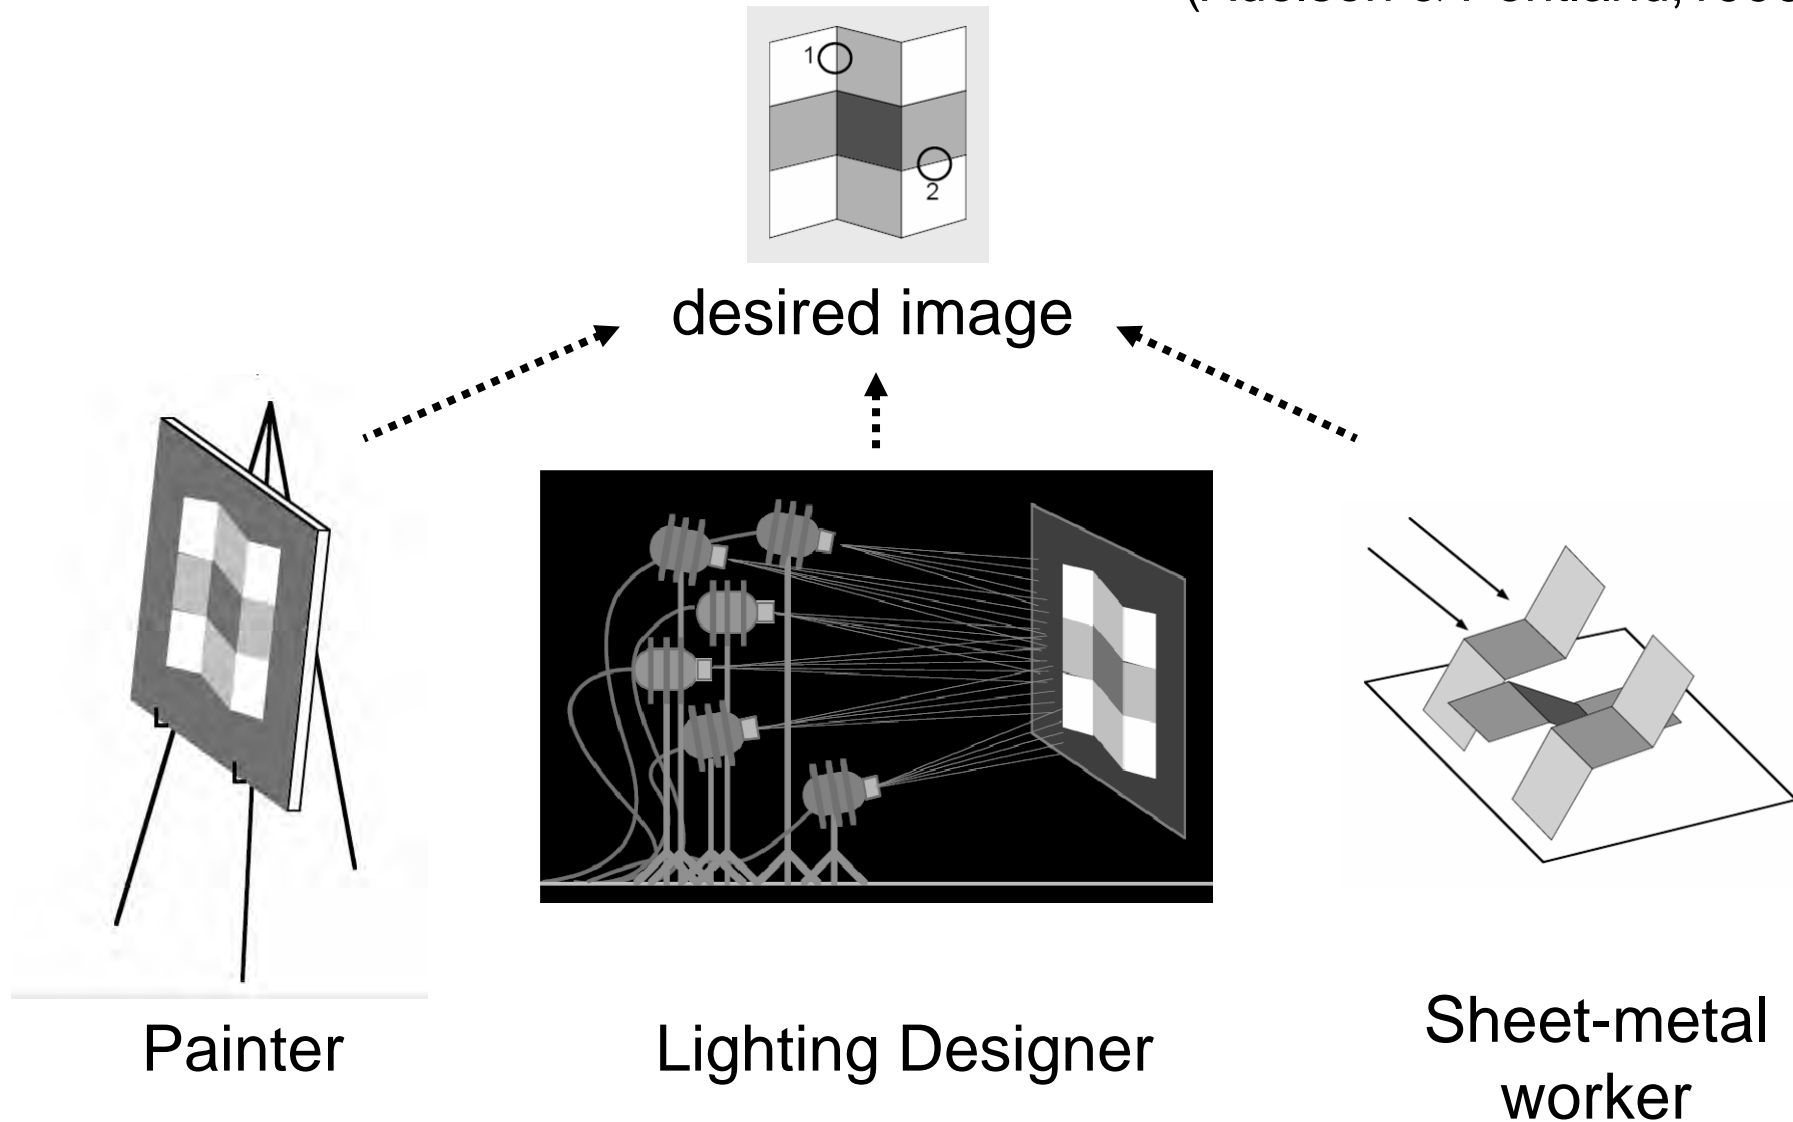 1
2
desired image
Painter
Lighting Designer
Sheet-metal
worker